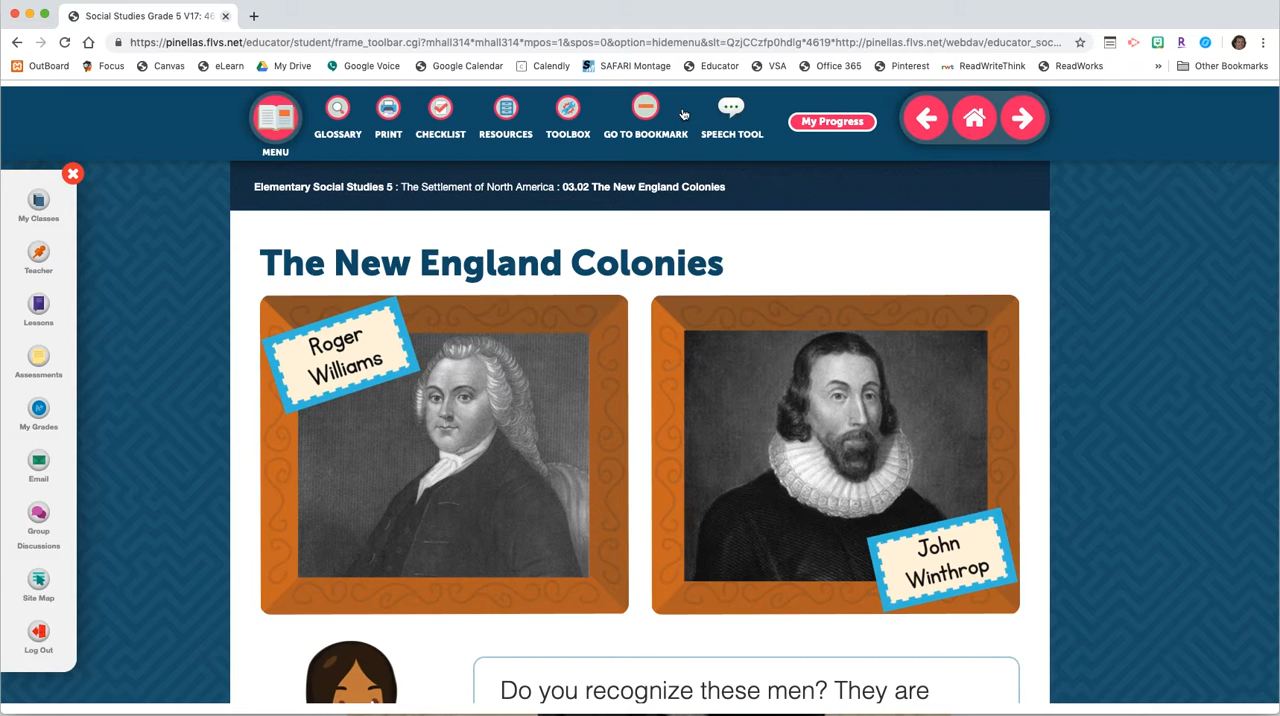 Social Studies Grade 5 V17: 46
https://pinellas.flvs.net/educator/student/frame_toolbar.cgi?mhall314*mhall314*mpos=1&spos=0&option=hidemenu&slt=QzjCCzfp0hdlg*4619*http://pinellas.flvs.net/webdav/educator_soc...
OutBoard Focus Canvas eLearn My Drive Google Voice Google Calendar Calendly SAFARI Montage Educator VSA Office 365 Pinterest rwt ReadWriteThink ReadWorks » Other Bookmarks
MENU
GLOSSARY
PRINT
CHECKLIST
RESOURCES
TOOLBOX
GO TO BOOKMARK
SPEECH TOOL
My Progress
My Classes
Teacher
Lessons
Assessments
My Grades
Email
Group
Discussions
Site Map
Log Out
Elementary Social Studies 5 : The Settlement of North America : 03.02 The New England Colonies
The New England Colonies
Roger
Williams
John
Winthrop
Do you recognize these men? They are